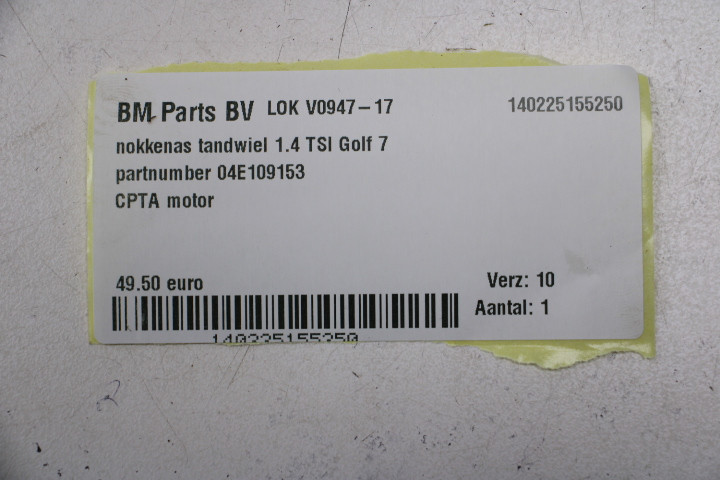 BM Parts BV LOK V0947-17 140225155250
nokkenas tandwiel 1.4 TSI Golf 7
partnumber 04E109153
CPTA motor
49.50 euro Verz: 10
Aantal: 1
140225155250